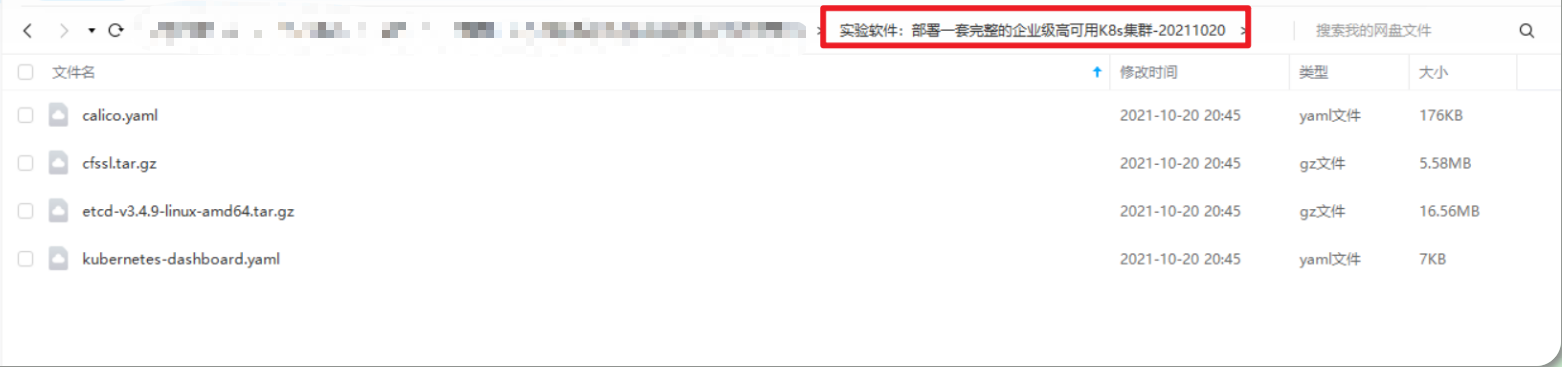 实验软件：部署一套完整的企业级高可用K8s集群-20211020 > 搜索我的网盘文件
文件名 修改时间 类型 大小
calico.yaml 2021-10-20 20:45 yaml文件 176KB
cfssl.tar.gz 2021-10-20 20:45 gz文件 5.58MB
etcd-v3.4.9-linux-amd64.tar.gz 2021-10-20 20:45 gz文件 16.56MB
kubernetes-dashboard.yaml 2021-10-20 20:45 yaml文件 7KB